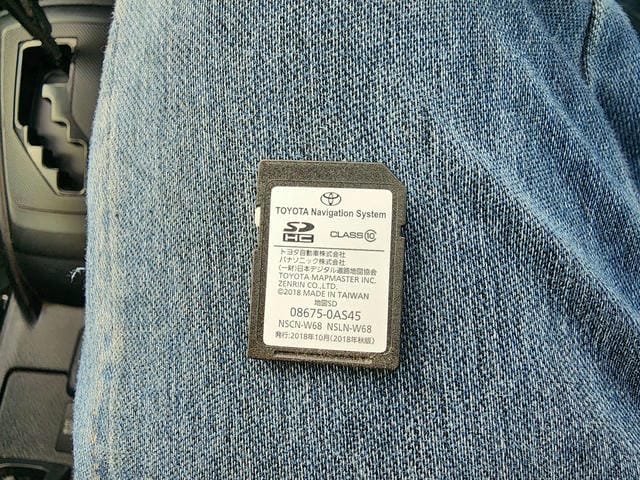 TOYOTA Navigation System
SD HC CLASS 10
トヨタ自動車株式会社
パナソニック株式会社
(一財)日本デジタル道路地図協会
TOYOTA MAPMASTER INC.
ZENRIN CO.,LTD.
©2018 MADE IN TAIWAN
地図SD
08675-0AS45
NSCN-W68 NSLN-W68
発行:2018年10月(2018年秋版)